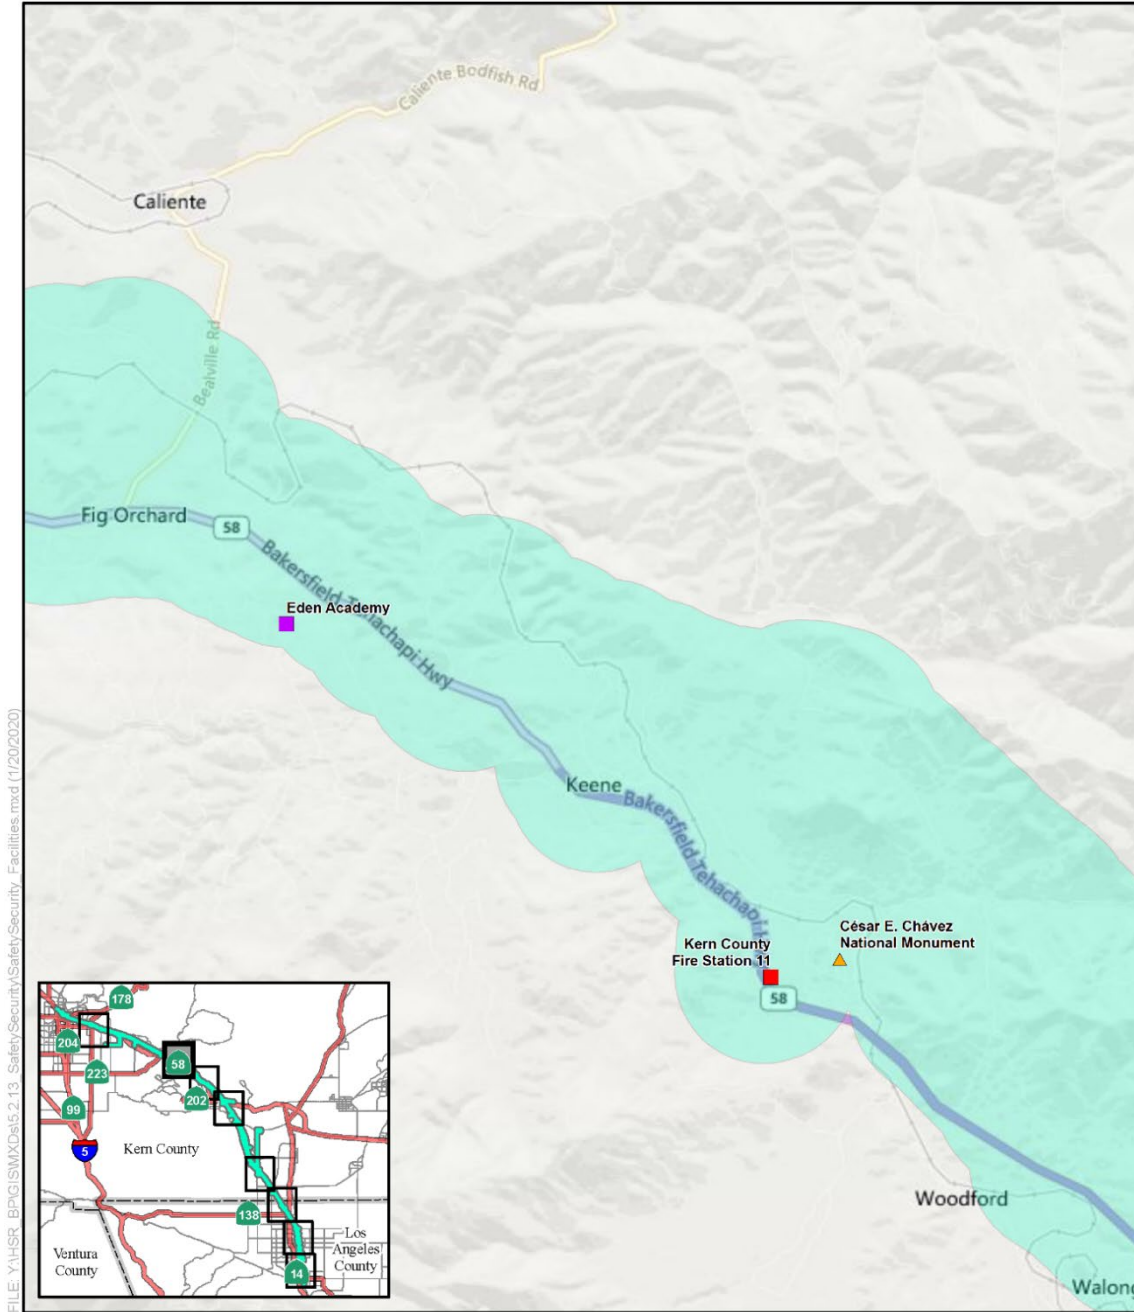 Caliente Bodfish Rd
Caliente
Bealville Rd
Fig Orchard
58
Bakersfield Tehachapi Hwy
Eden Academy
Keene
Bakersfield Tehachapi
César E. Chávez
National Monument
Kern County
Fire Station 11
58
Woodford
Walong
178
204
58
223
202
99
5
Kern County
138
Los
Angeles
County
Ventura
County
14
FILE: Y:\HSR_BP\GIS\MXDs\5.2.13_SafetySecurity\SafetySecurity_Facilities.mxd (1/20/2020)